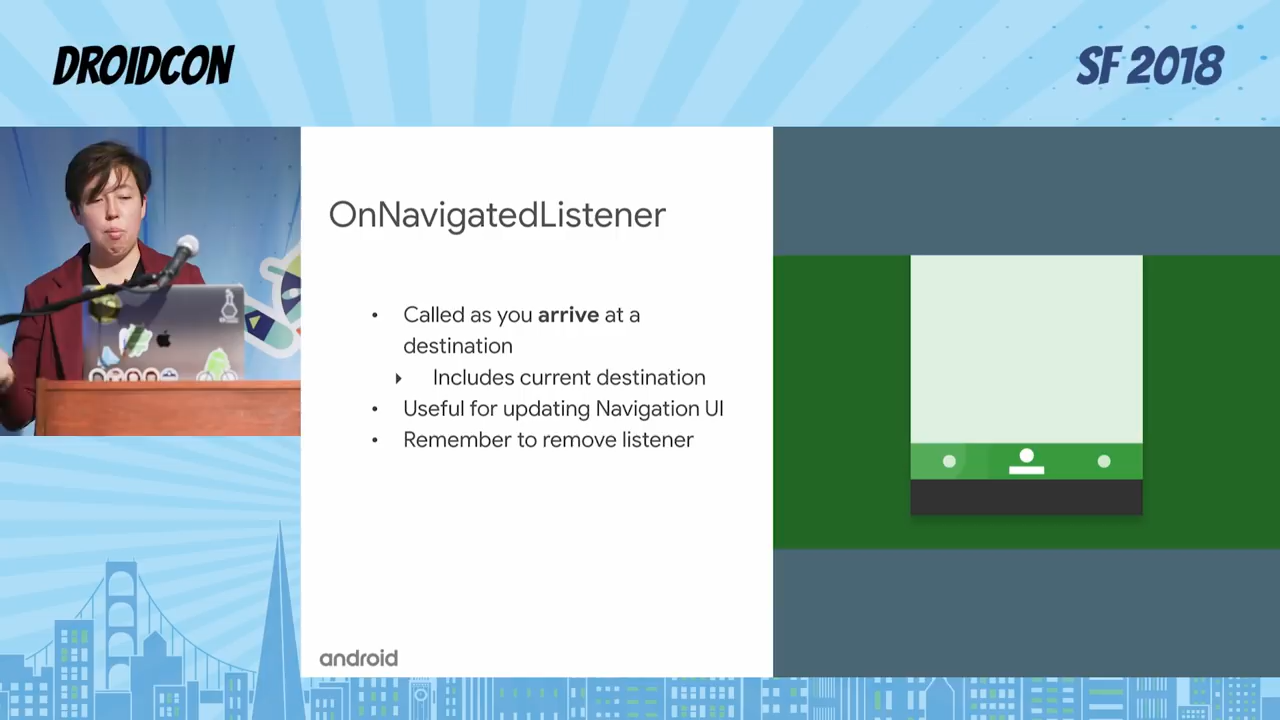 DROIDCON
SF 2018
OnNavigatedListener
• Called as you arrive at a
destination
‣ Includes current destination
• Useful for updating Navigation UI
• Remember to remove listener
android